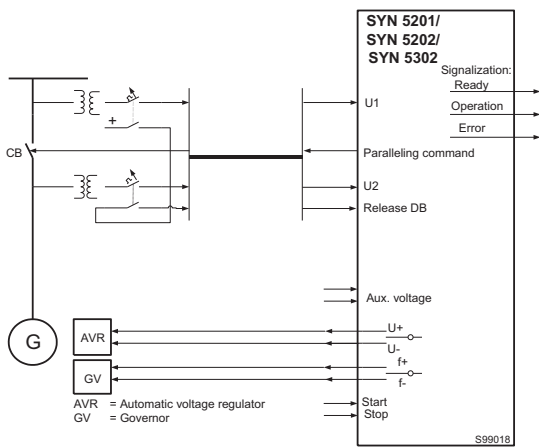 SYN 5201/
SYN 5202/
SYN 5302
Signalization:
Ready
Operation
Error
U1
+
CB
Paralleling command
U2
Release DB
Aux. voltage
G
AVR
U+
U-
GV
f+
f-
AVR = Automatic voltage regulator
GV = Governor
Start
Stop
S99018